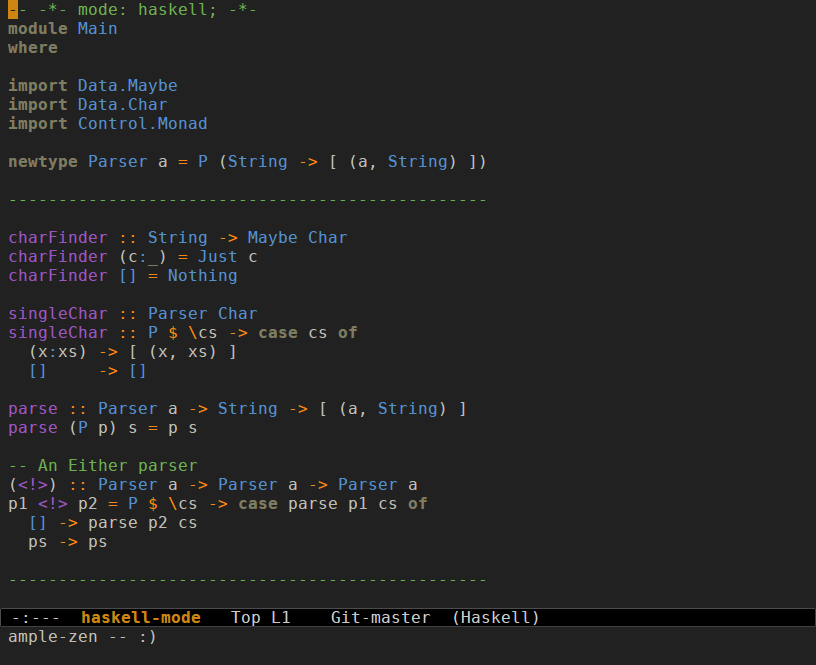 -- -*- mode: haskell; -*-
module Main
where
import Data.Maybe
import Data.Char
import Control.Monad
newtype Parser a = P (String -> [ (a, String) ])
------------------------------------------------
charFinder :: String -> Maybe Char
charFinder (c:_) = Just c
charFinder [] = Nothing
singleChar :: Parser Char
singleChar :: P $ \cs -> case cs of
  (x:xs) -> [ (x, xs) ]
  []     -> []
parse :: Parser a -> String -> [ (a, String) ]
parse (P p) s = p s
-- An Either parser
(<!>) :: Parser a -> Parser a -> Parser a
p1 <!> p2 = P $ \cs -> case parse p1 cs of
  [] -> parse p2 cs
  ps -> ps
------------------------------------------------
-:---  haskell-mode   Top L1    Git-master  (Haskell)
ample-zen -- :)